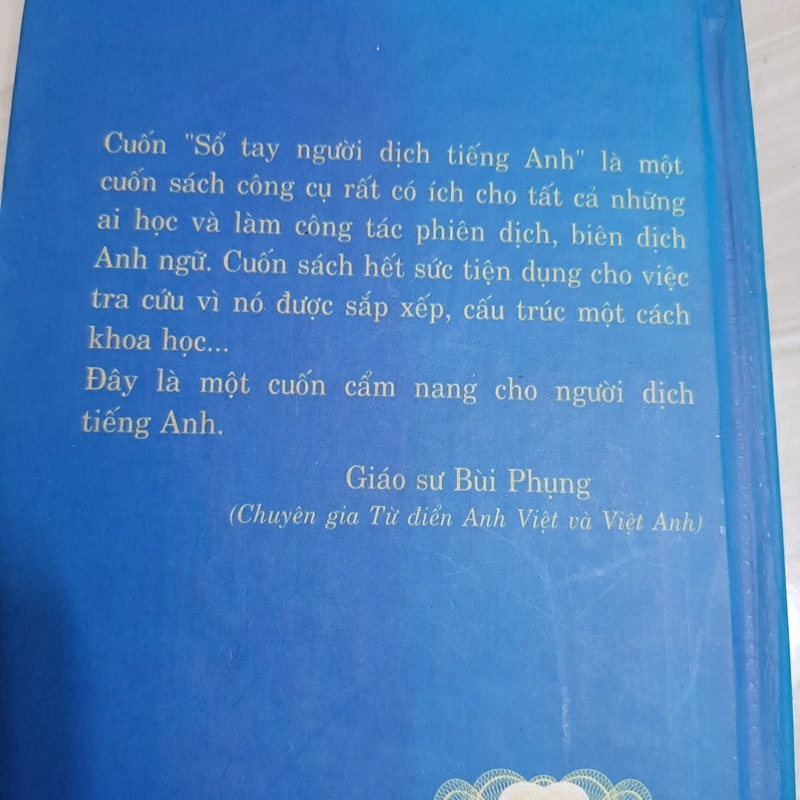 Cuốn "Sổ tay người dịch tiếng Anh" là một
cuốn sách công cụ rất có ích cho tất cả những
ai học và làm công tác phiên dịch, biên dịch
Anh ngữ. Cuốn sách hết sức tiện dụng cho việc
tra cứu vì nó được sắp xếp, cấu trúc một cách
khoa học...
Đây là một cuốn cẩm nang cho người dịch
tiếng Anh.
Giáo sư Bùi Phụng
(Chuyên gia Từ điển Anh Việt và Việt Anh)